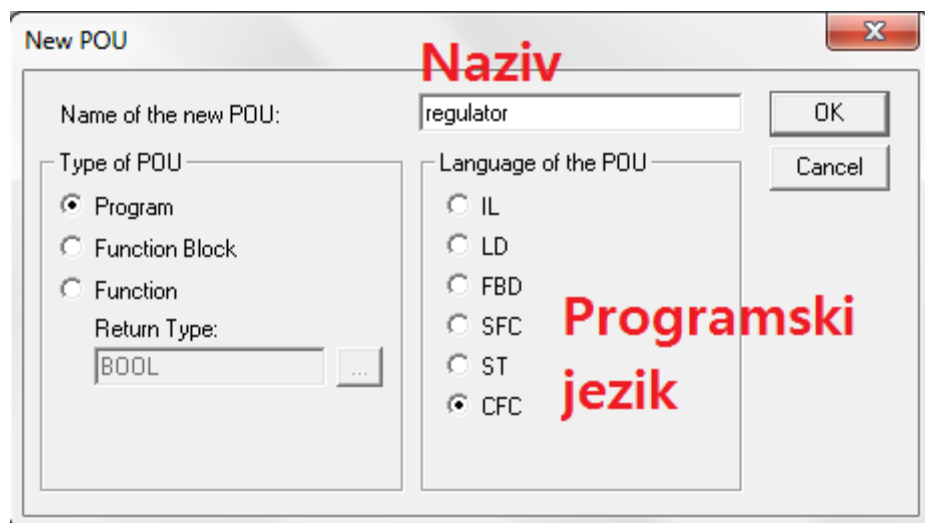 New POU
Naziv
Name of the new POU:
regulator
OK
Cancel
Type of POU
Program
Function Block
Function
Return Type:
BOOL
...
Language of the POU
IL
LD
FBD
SFC
ST
CFC
Programski
jezik